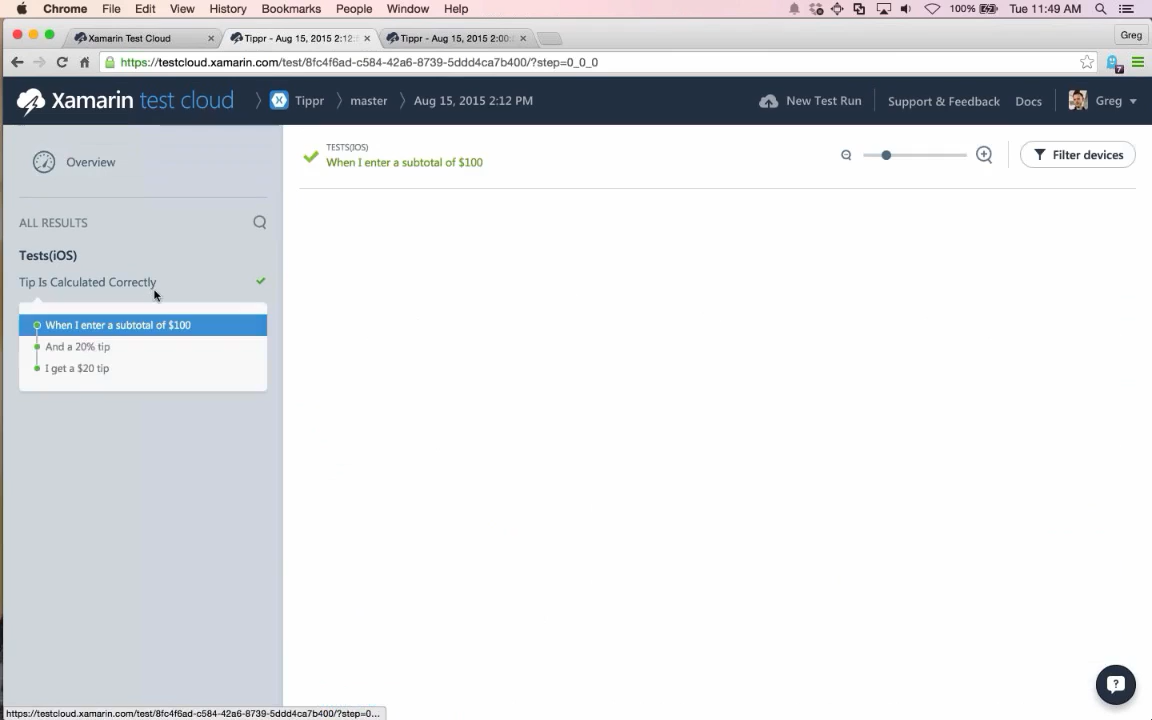 Chrome File Edit View History Bookmarks People Window Help 100% Tue 11:49 AM
Xamarin Test Cloud Tippr - Aug 15, 2015 2:12: Tippr - Aug 15, 2015 2:00: Greg
https://testcloud.xamarin.com/test/8fc4f6ad-c584-42a6-8739-5ddd4ca7b400/?step=0_0_0 7
Xamarin test cloud Tippr master Aug 15, 2015 2:12 PM New Test Run Support & Feedback Docs Greg
Overview
TESTS(IOS)
When I enter a subtotal of $100
Filter devices
ALL RESULTS
Tests(iOS)
Tip Is Calculated Correctly
When I enter a subtotal of $100
And a 20% tip
I get a $20 tip
https://testcloud.xamarin.com/test/8fc4f6ad-c584-42a6-8739-5ddd4ca7b400/?step=0...